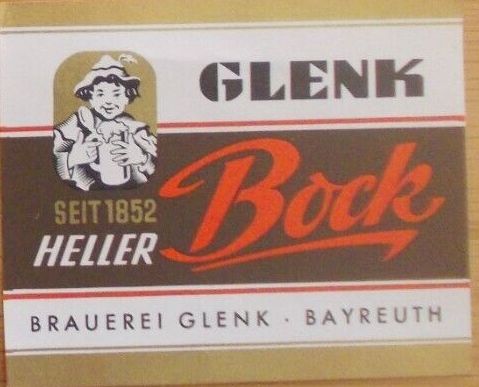 GLENK
SEIT 1852
HELLER
Bock
BRAUEREI GLENK · BAYREUTH